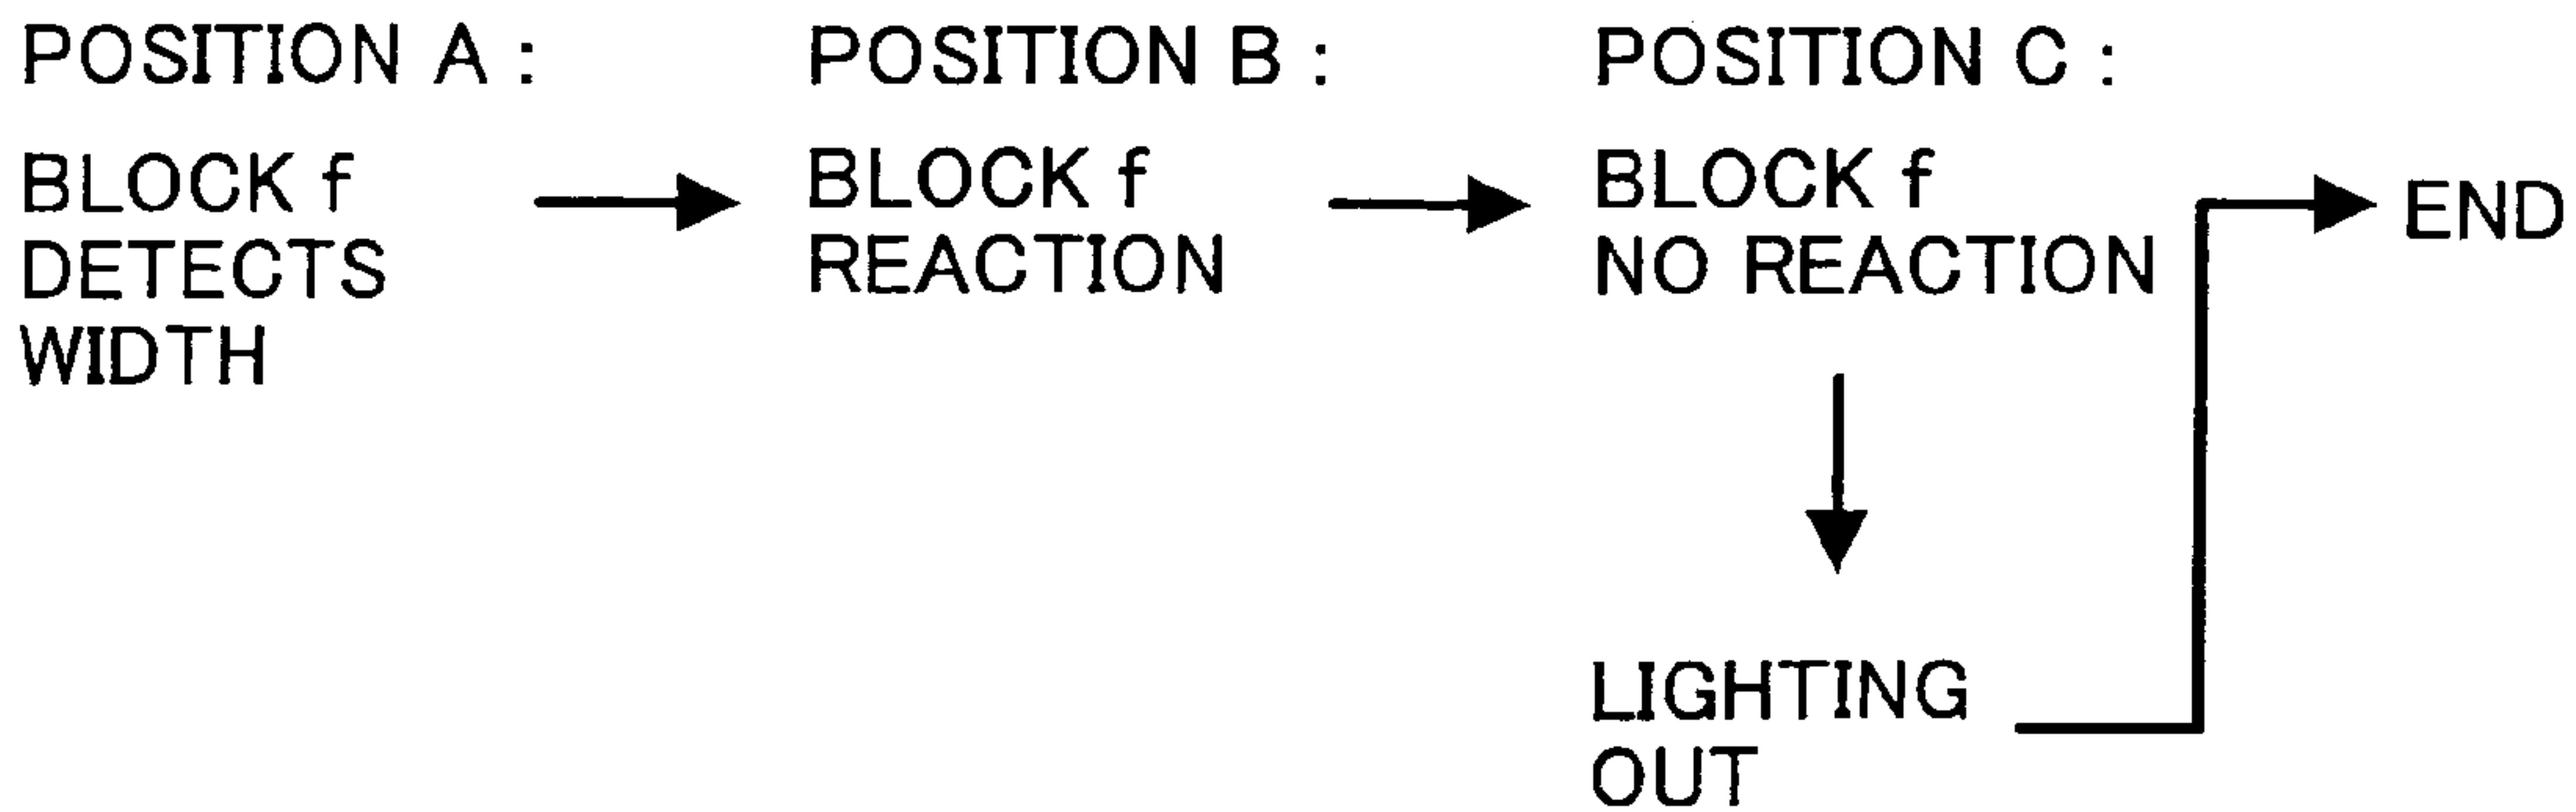 POSITION A :
BLOCK f
DETECTS
WIDTH
POSITION B :
BLOCK f
REACTION
POSITION C :
BLOCK f
NO REACTION
LIGHTING
OUT
END